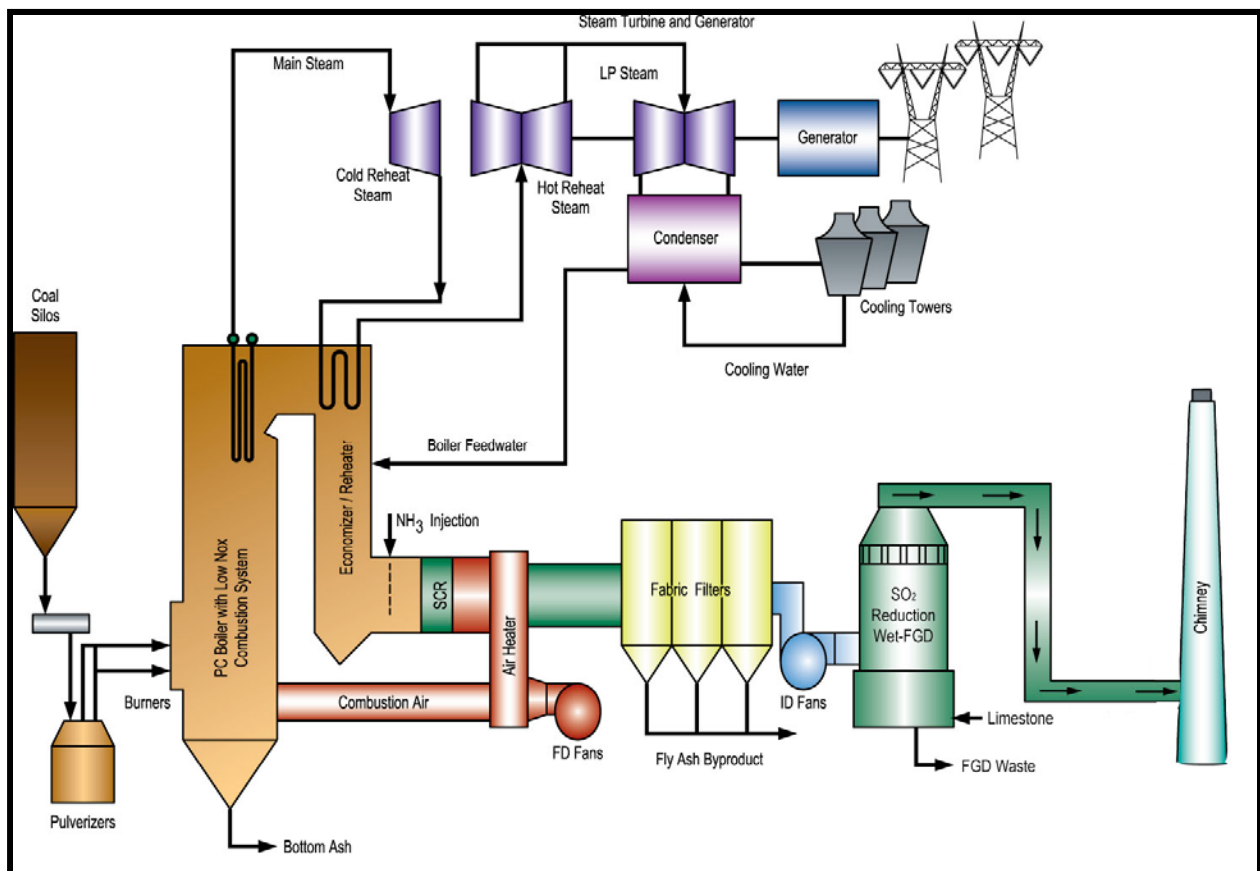 Steam Turbine and Generator
Main Steam
LP Steam
Generator
Cold Reheat
Steam
Hot Reheat
Steam
Condenser
Cooling Towers
Coal
Silos
Cooling Water
Boiler Feedwater
PC Boiler with Low Nox
Combustion System
Economizer / Reheater
NH3 Injection
SCR
Air Heater
Fabric Filters
SO2
Reduction
Wet-FGD
Chimney
Burners
Combustion Air
FD Fans
ID Fans
Limestone
Fly Ash Byproduct
FGD Waste
Pulverizers
Bottom Ash